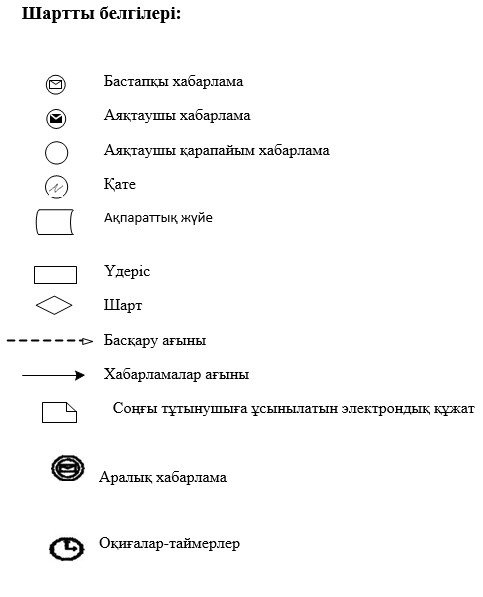 Шартты белгілері:
Бастапқы хабарлама
Аяқтаушы хабарлама
Аяқтаушы қарапайым хабарлама
Қате
Ақпараттық жүйе
Үдеріс
Шарт
Басқару ағыны
Хабарламалар ағыны
Соңғы тұтынушыға ұсынылатын электрондық құжат
Аралық хабарлама
Оқиғалар-таймерлер